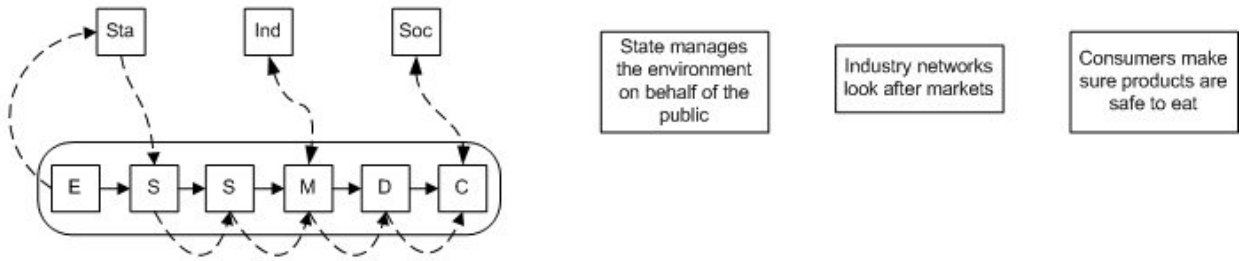 Sta
Ind
Soc
State manages
the environment
on behalf of the
public
Industry networks
look after markets
Consumers make
sure products are
safe to eat
E
S
S
M
D
C